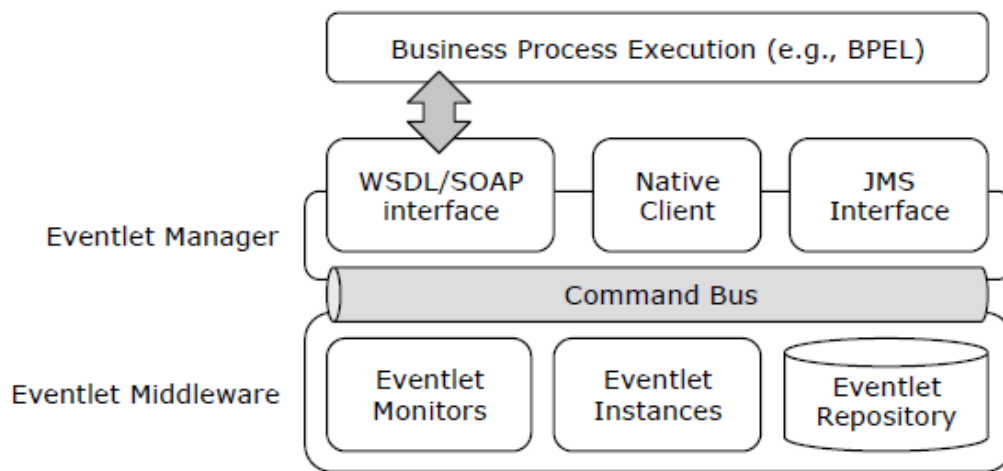 Business Process Execution (e.g., BPEL)
WSDL/SOAP
interface
Native
Client
JMS
Interface
Eventlet Manager
Command Bus
Eventlet Middleware
Eventlet
Monitors
Eventlet
Instances
Eventlet
Repository